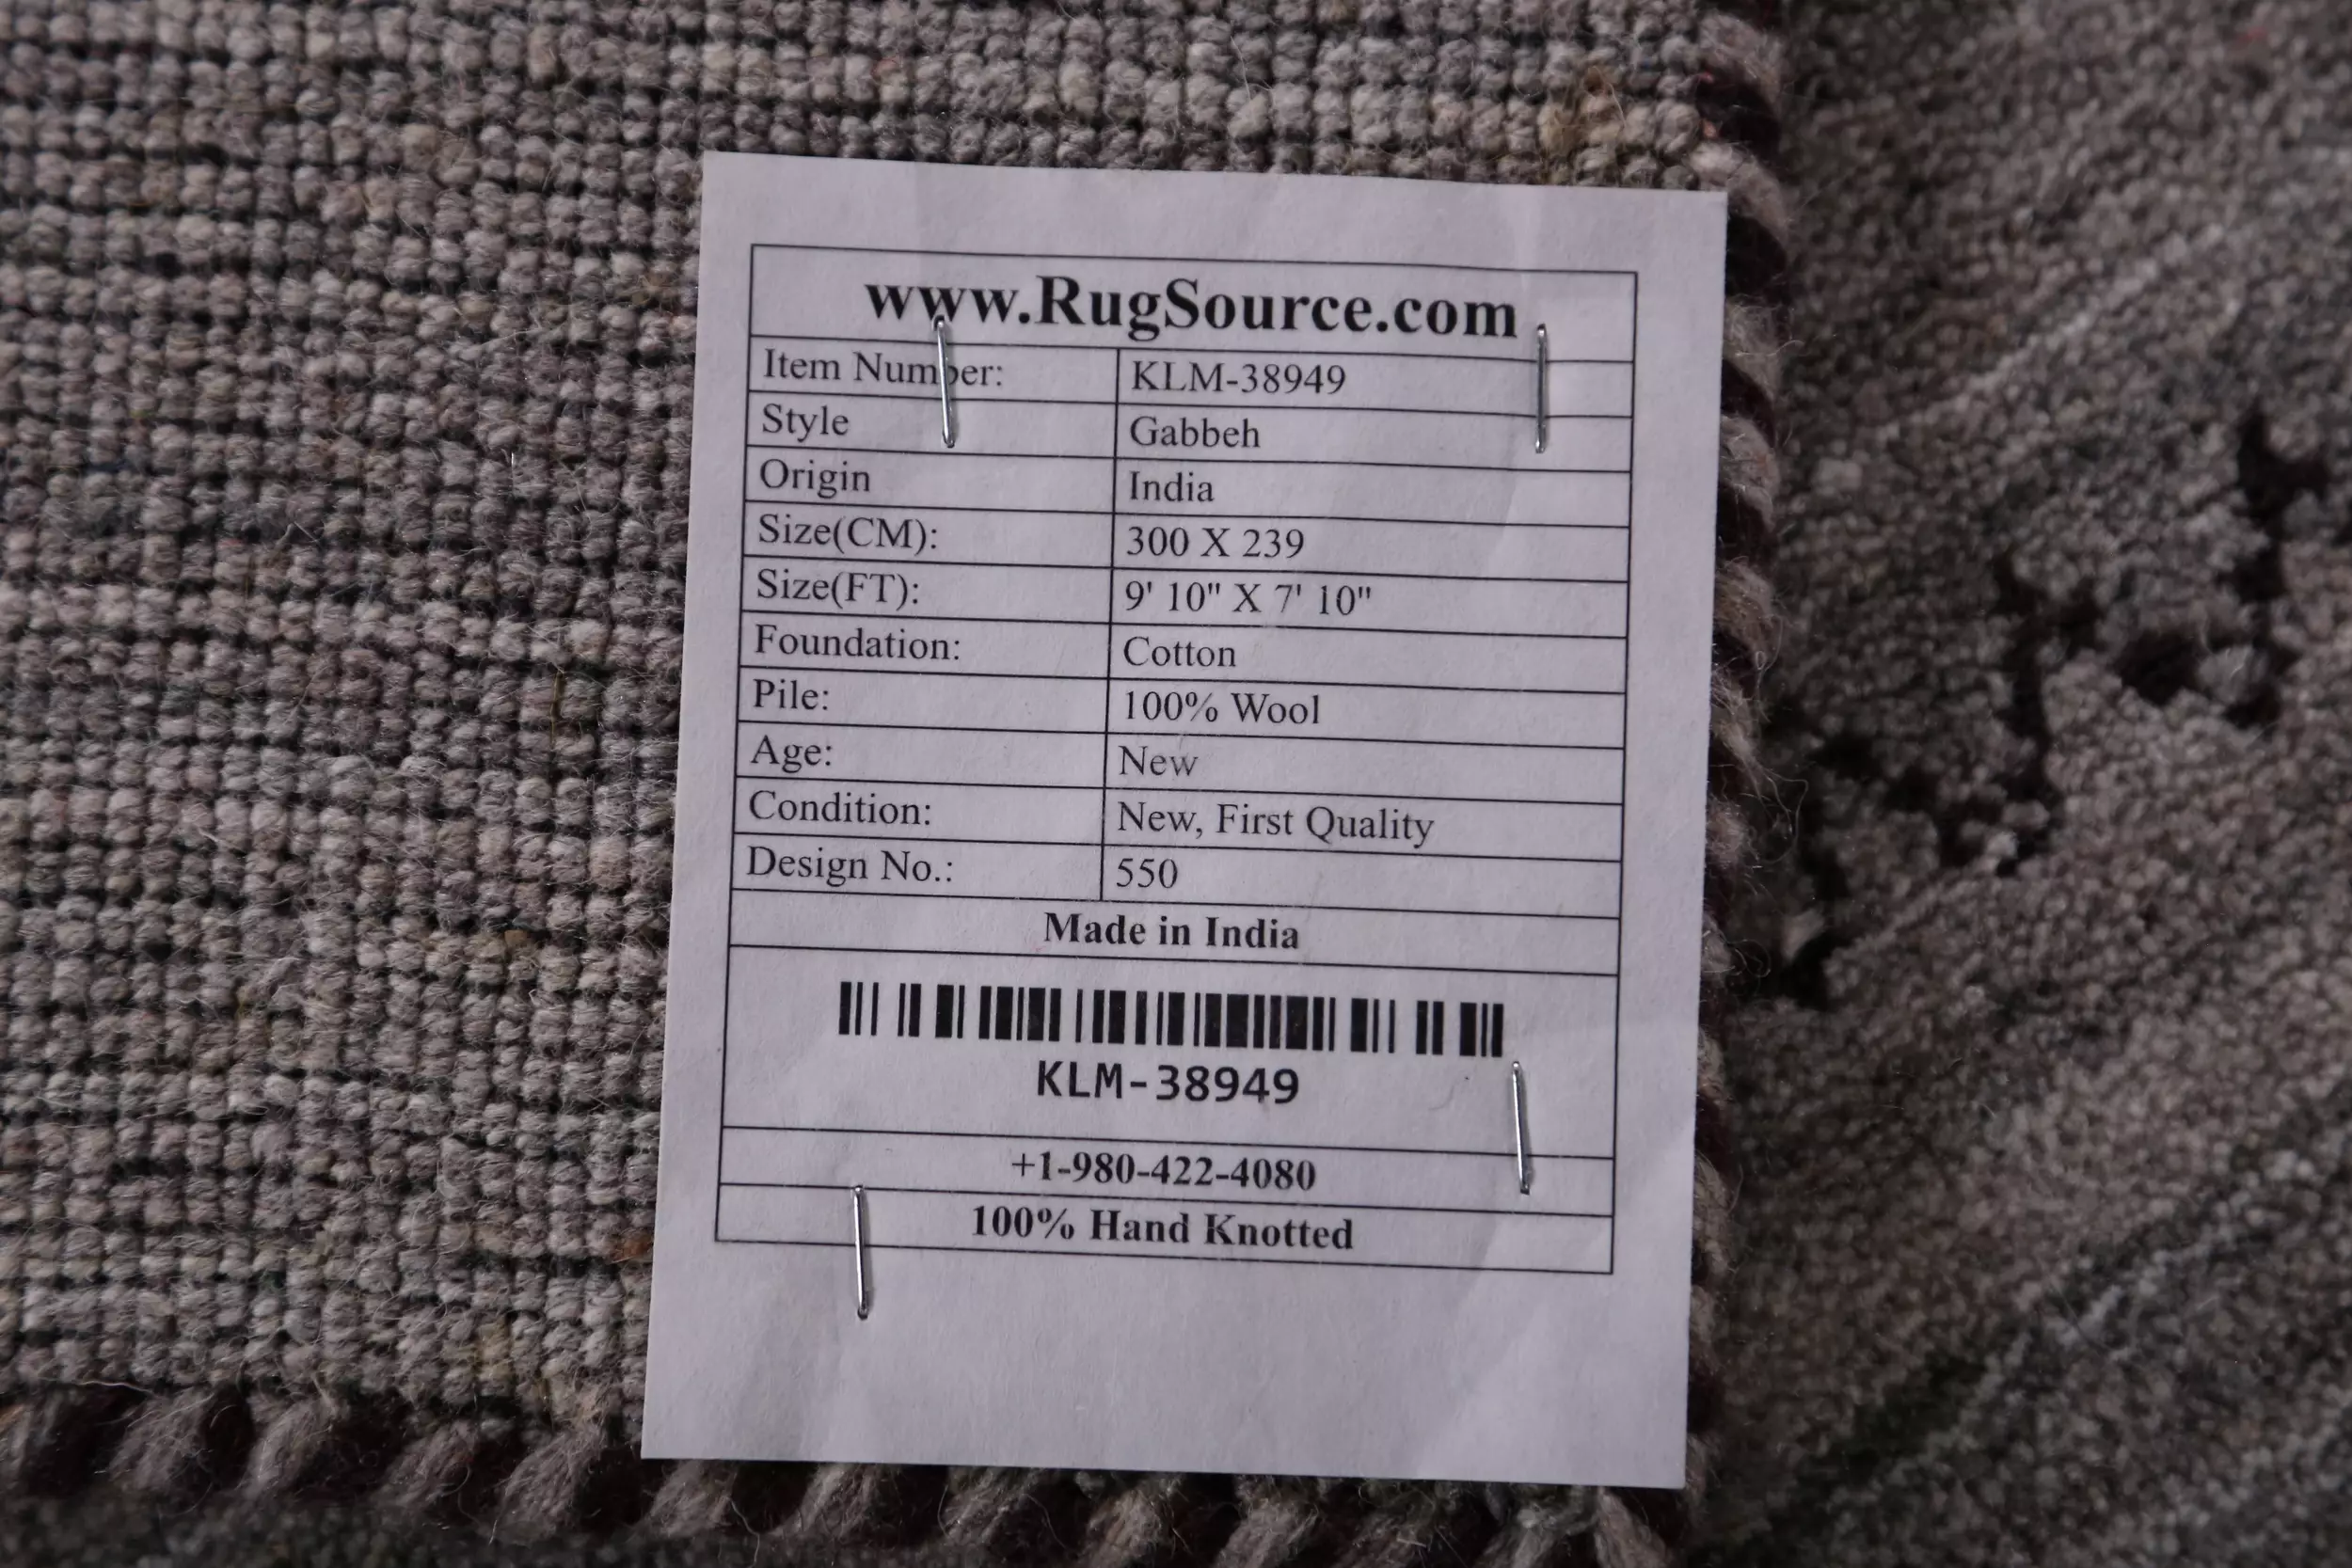 www.RugSource.com
Item Number: KLM-38949
Style Gabbeh
Origin India
Size(CM): 300 X 239
Size(FT): 9' 10" X 7' 10"
Foundation: Cotton
Pile: 100% Wool
Age: New
Condition: New, First Quality
Design No.: 550
Made in India
KLM-38949
+1-980-422-4080
100% Hand Knotted